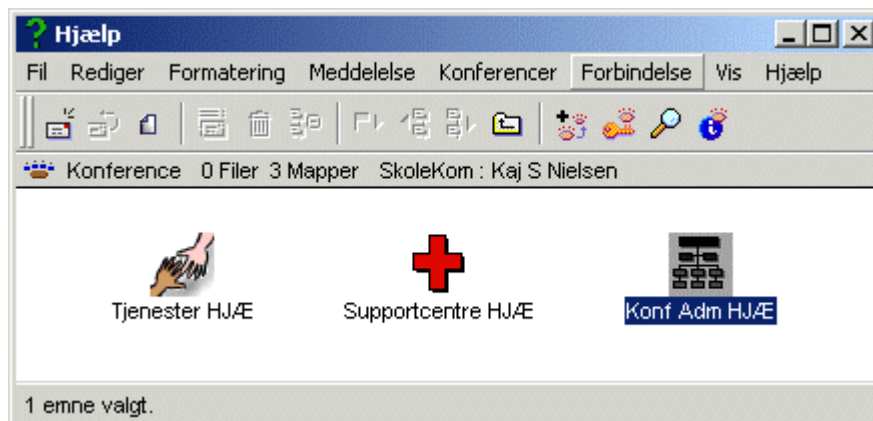 Hjælp
Fil Rediger Formatering Meddelelse Konferencer Forbindelse Vis Hjælp
Konference 0 Filer 3 Mapper SkoleKom : Kaj S Nielsen
Tjenester HJÆ Supportcentre HJÆ Konf Adm HJÆ
1 emne valgt.